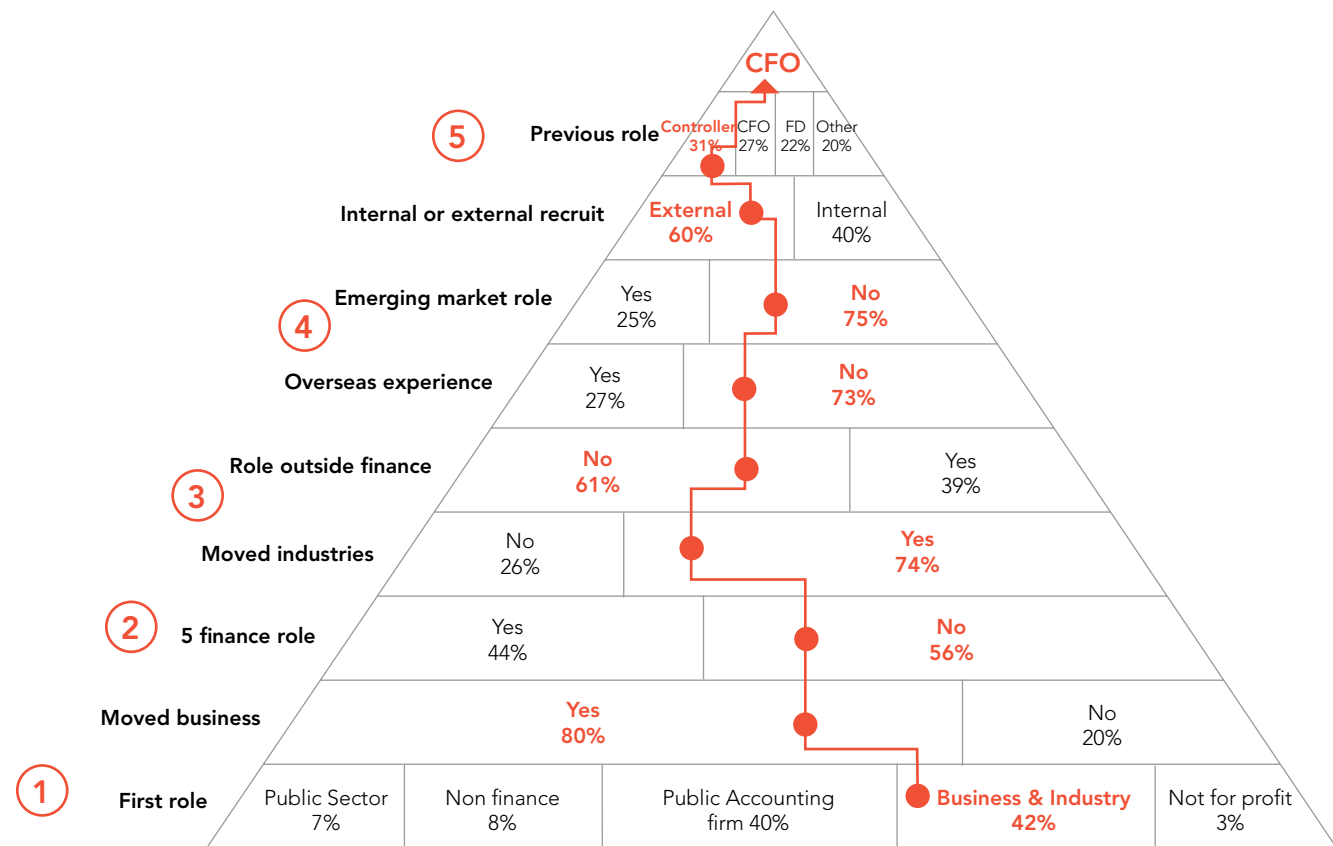 CFO
5
Previous role
Controller
31%
CFO
27%
FD
22%
Other
20%
Internal or external recruit
External
60%
Internal
40%
4
Emerging market role
Yes
25%
No
75%
Overseas experience
Yes
27%
No
73%
3
Role outside finance
No
61%
Yes
39%
Moved industries
No
26%
Yes
74%
2
5 finance role
Yes
44%
No
56%
Moved business
Yes
80%
No
20%
1
First role
Public Sector
7%
Non finance
8%
Public Accounting
firm 40%
Business & Industry
42%
Not for profit
3%